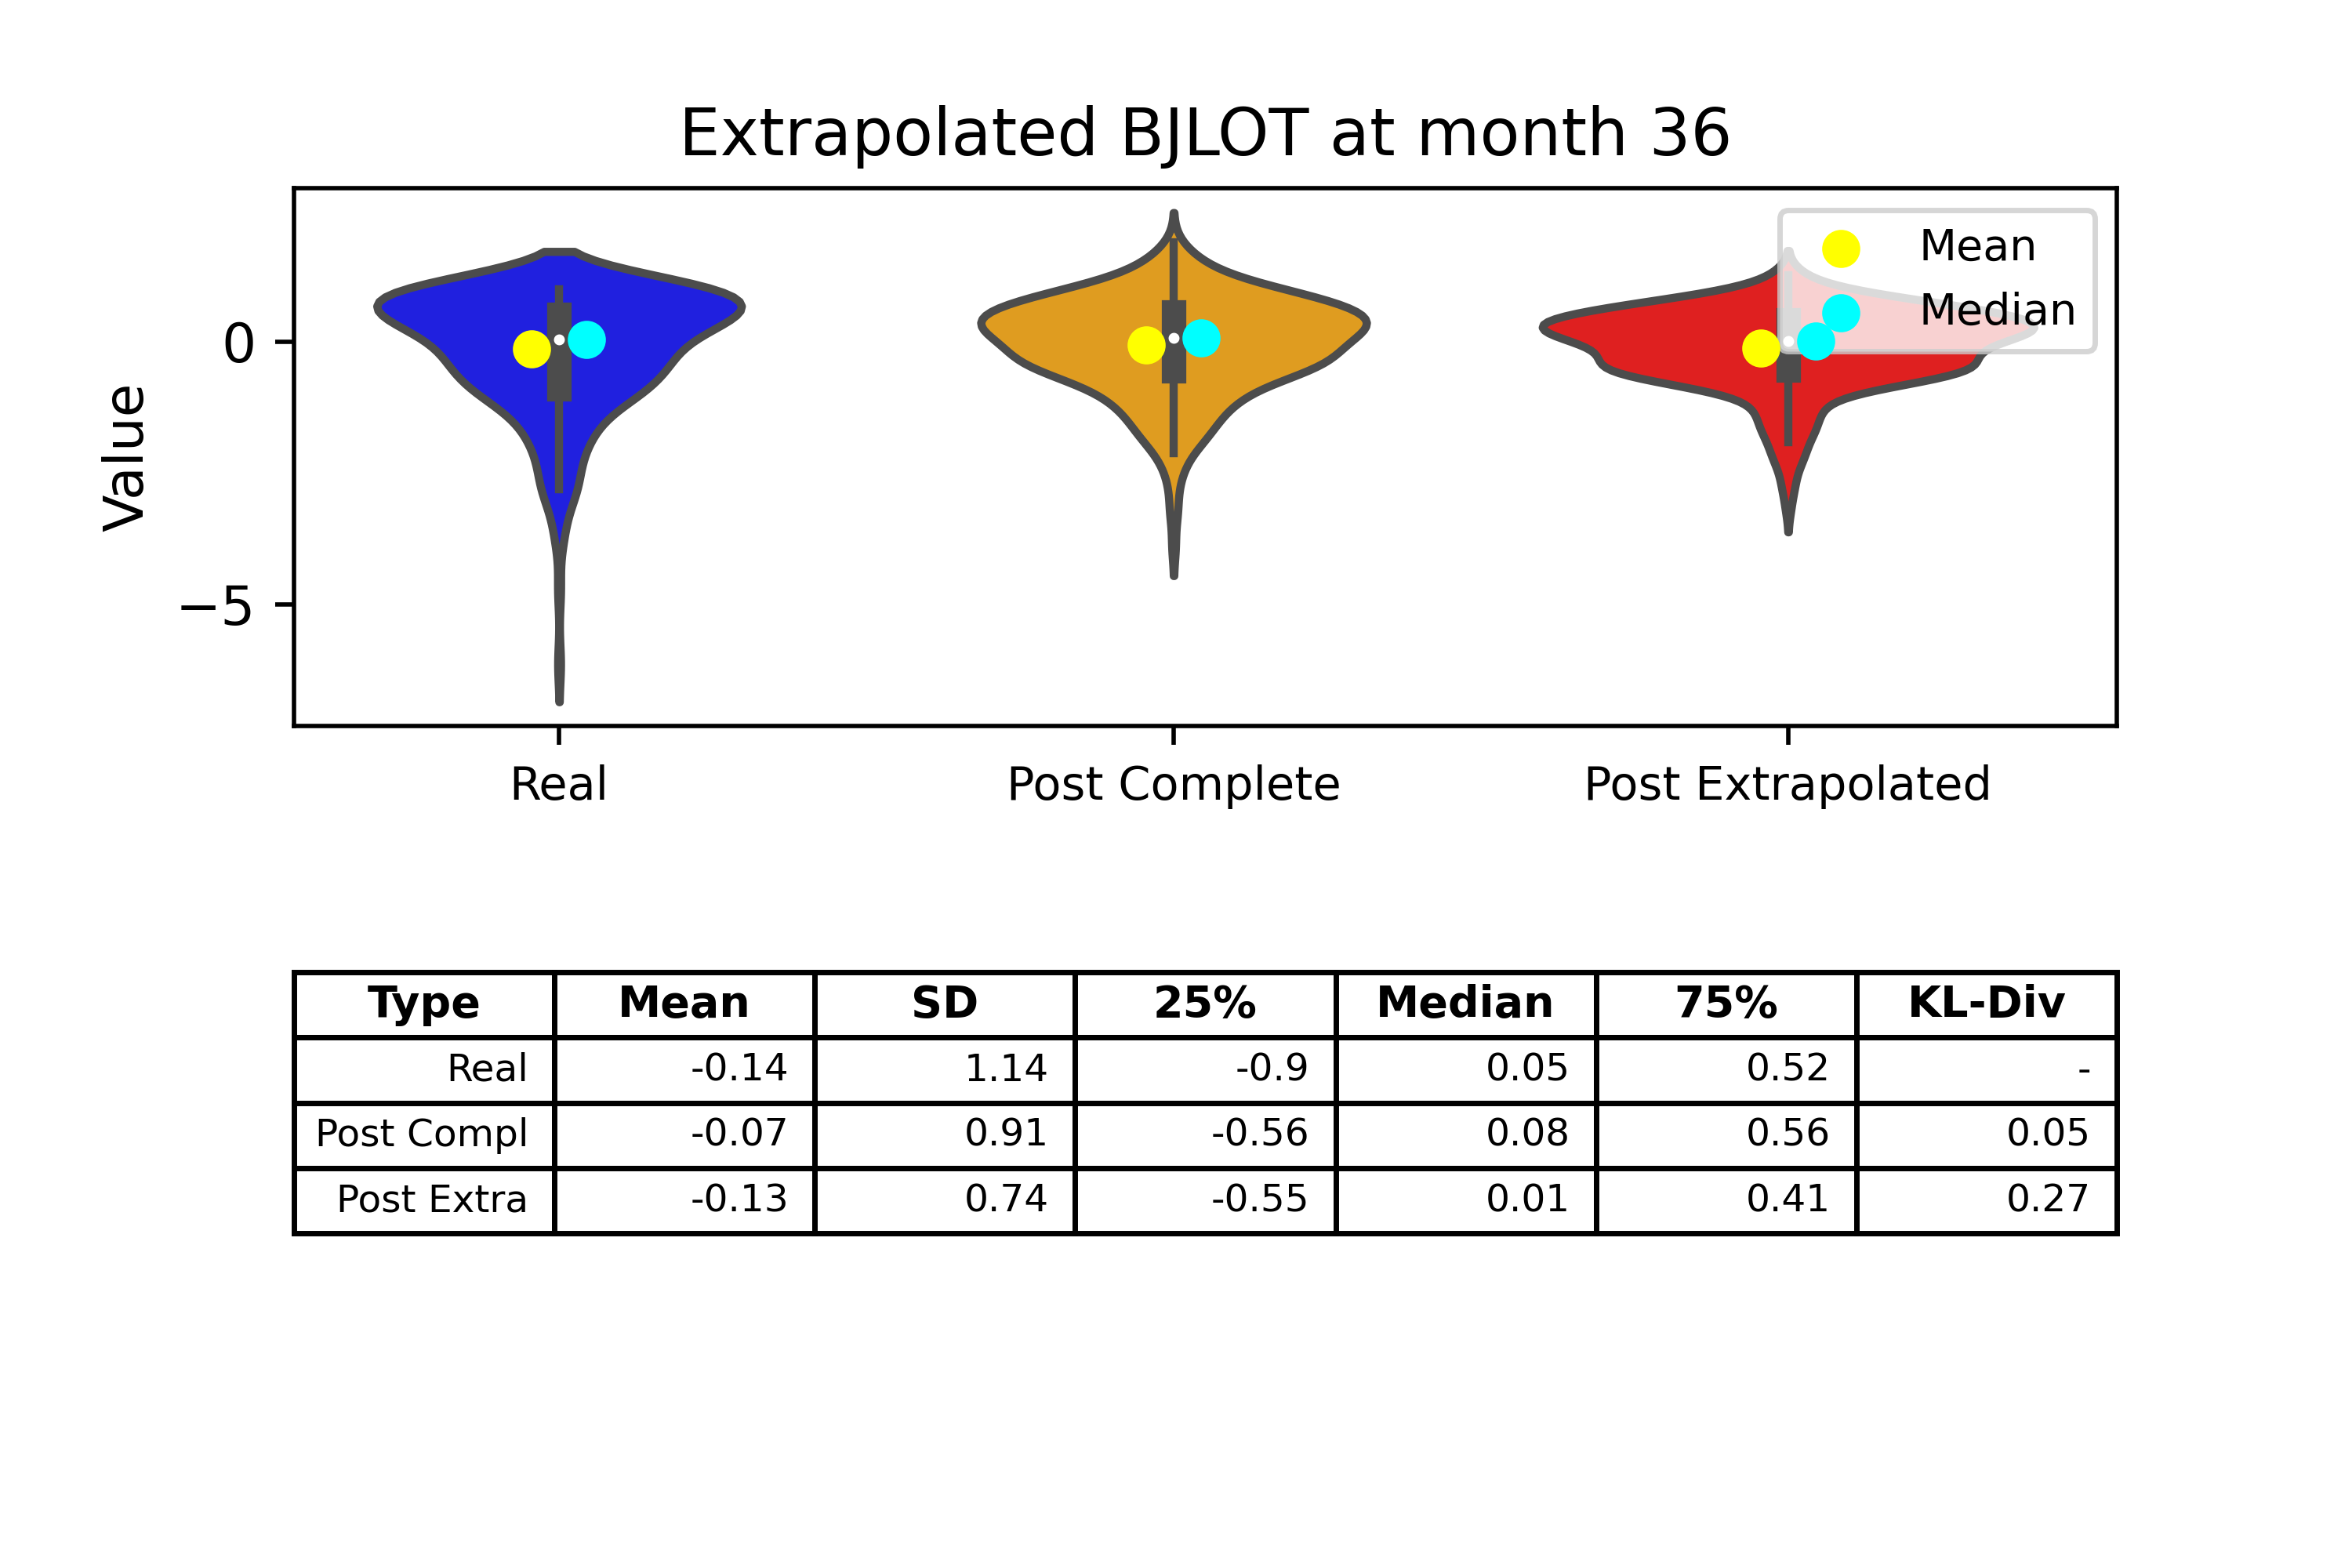 Extrapolated BJLOT at month 36
Mean
Median
Value
0
−5
Real Post Complete Post Extrapolated
Type Mean SD 25% Median 75% KL-Div
Real -0.14 1.14 -0.9 0.05 0.52 -
Post Compl -0.07 0.91 -0.56 0.08 0.56 0.05
Post Extra -0.13 0.74 -0.55 0.01 0.41 0.27